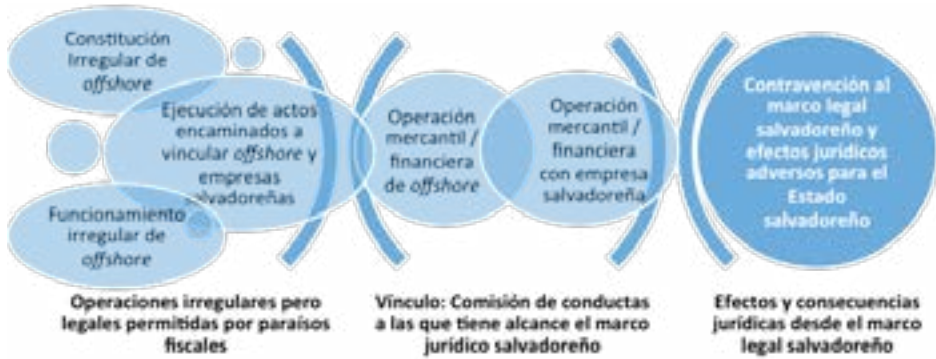 Constitución
Irregular de
offshore
Ejecución de actos
encaminados a
vincular offshore y
empresas
salvadoreñas
Funcionamiento
irregular de
offshore
Operación
mercantil /
financiera
de offshore
Operación
mercantil /
financiera
con empresa
salvadoreña
Contravención al
marco legal
salvadoreño y
efectos jurídicos
adversos para el
Estado
salvadoreño
Operaciones irregulares pero
legales permitidas por paraísos
fiscales
Vínculo: Comisión de conductas
a las que tiene alcance el marco
jurídico salvadoreño
Efectos y consecuencias
jurídicas desde el marco
legal salvadoreño